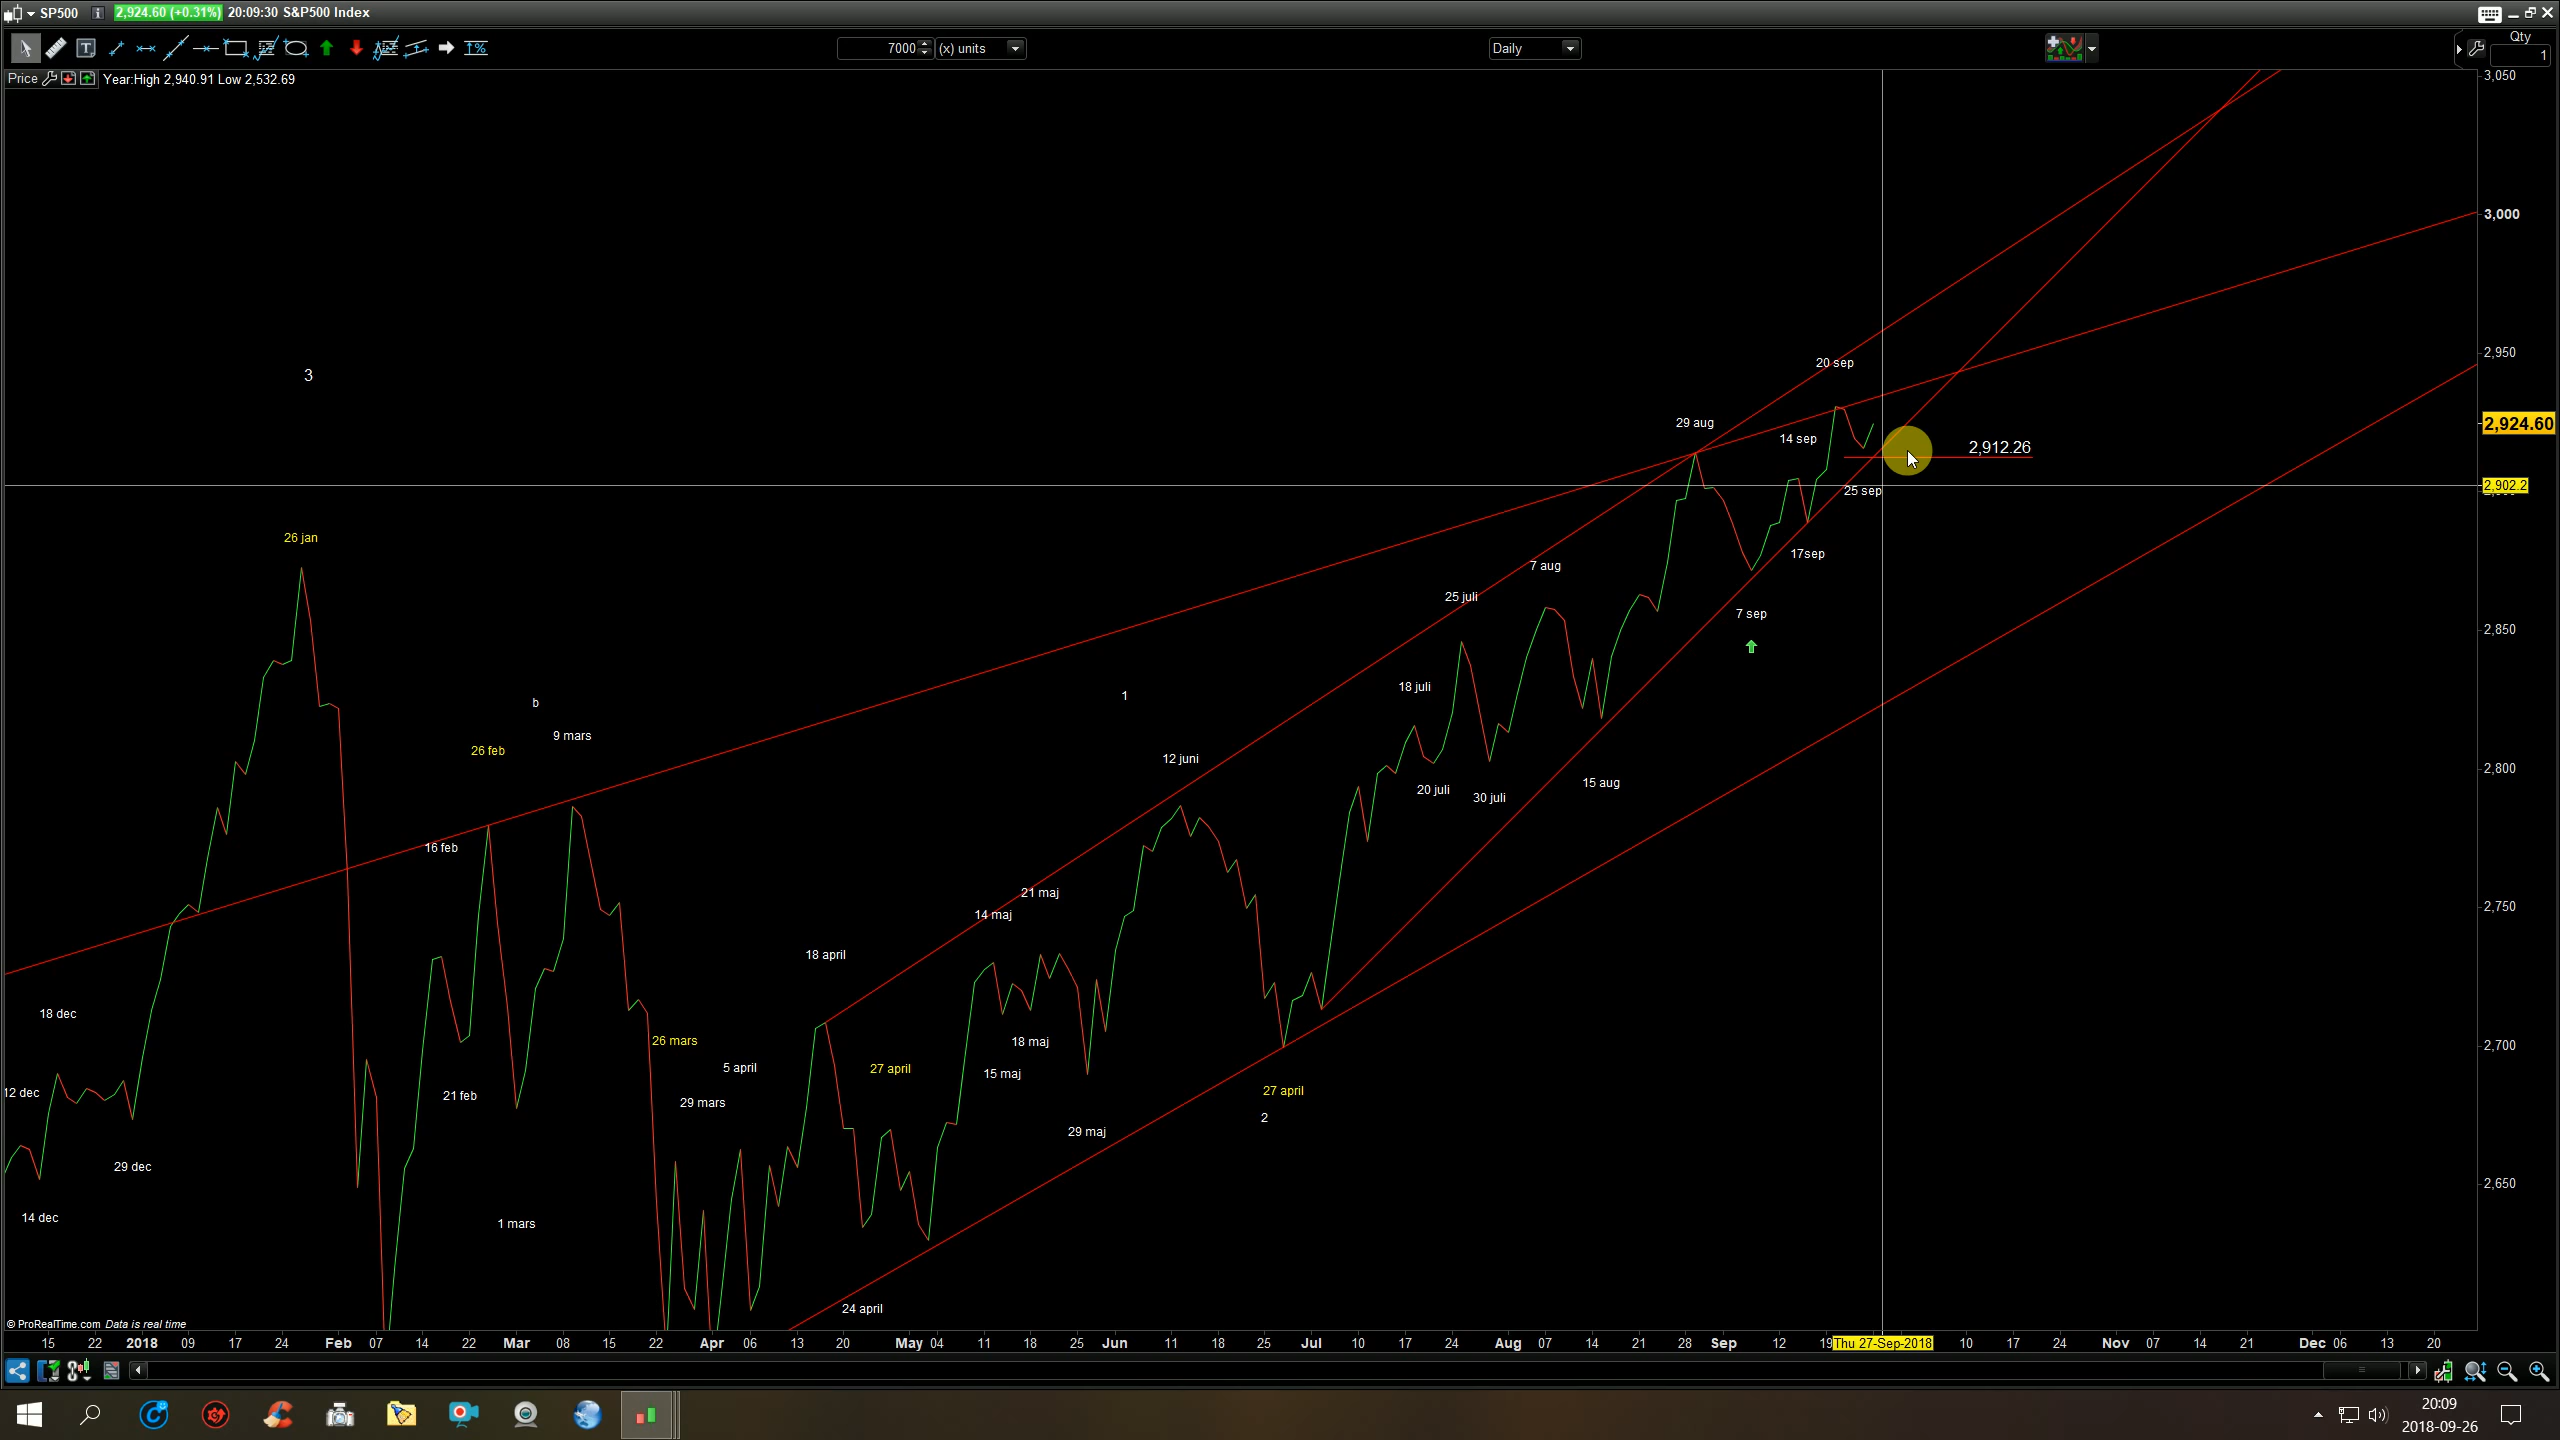 SP500 2,924.60 (+0.31%) 20:09:30 S&P500 Index
7000 (x) units Daily Qty
1
Price Year:High 2,940.91 Low 2,532.69
3,050
3,000
20 sep 2,950
3
29 aug 2,924.60
14 sep
2,912.26
25 sep 2,902.2
26 jan
17sep
7 aug
25 juli
7 sep
2,850
18 juli
1
b
9 mars
26 feb
12 juni
2,800
15 aug
20 juli
30 juli
16 feb
21 maj
14 maj
2,750
18 april
18 dec
26 mars
18 maj
2,700
5 april
27 april
15 maj
12 dec
27 april
21 feb
29 mars
2
29 maj
29 dec
2,650
14 dec
1 mars
24 april
© ProRealTime.com Data is real time
15 22 2018 09 17 24 Feb 07 14 22 Mar 08 15 22 Apr 06 13 20 May 04 11 18 25 Jun 11 18 25 Jul 10 17 24 Aug 07 14 21 28 Sep 12 19 Thu 27-Sep-2018 10 17 24 Nov 07 14 21 Dec 06 13 20
20:09
2018-09-26